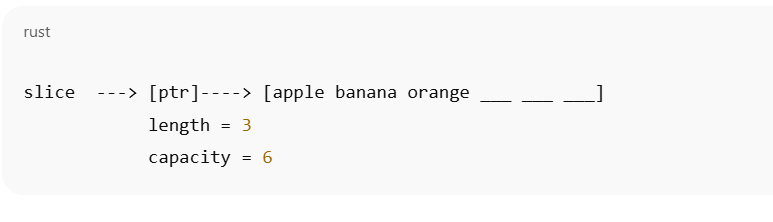 rust
slice ---> [ptr]----> [apple banana orange ___ ___ ___]
length = 3
capacity = 6